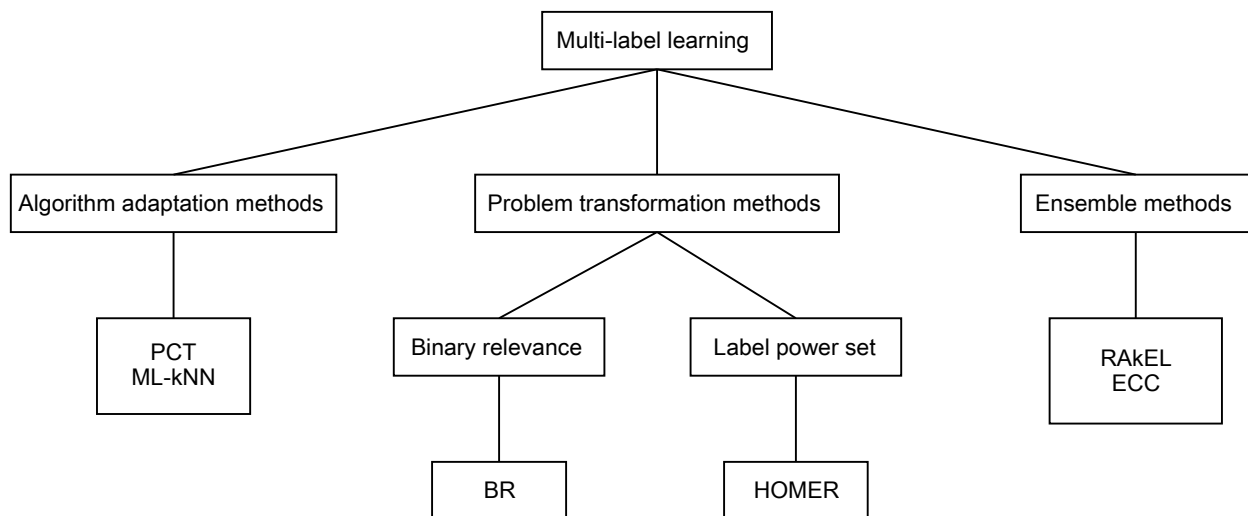 Multi-label learning
Algorithm adaptation methods
Problem transformation methods
Ensemble methods
PCT
ML-kNN
Binary relevance
Label power set
RAkEL
ECC
BR
HOMER